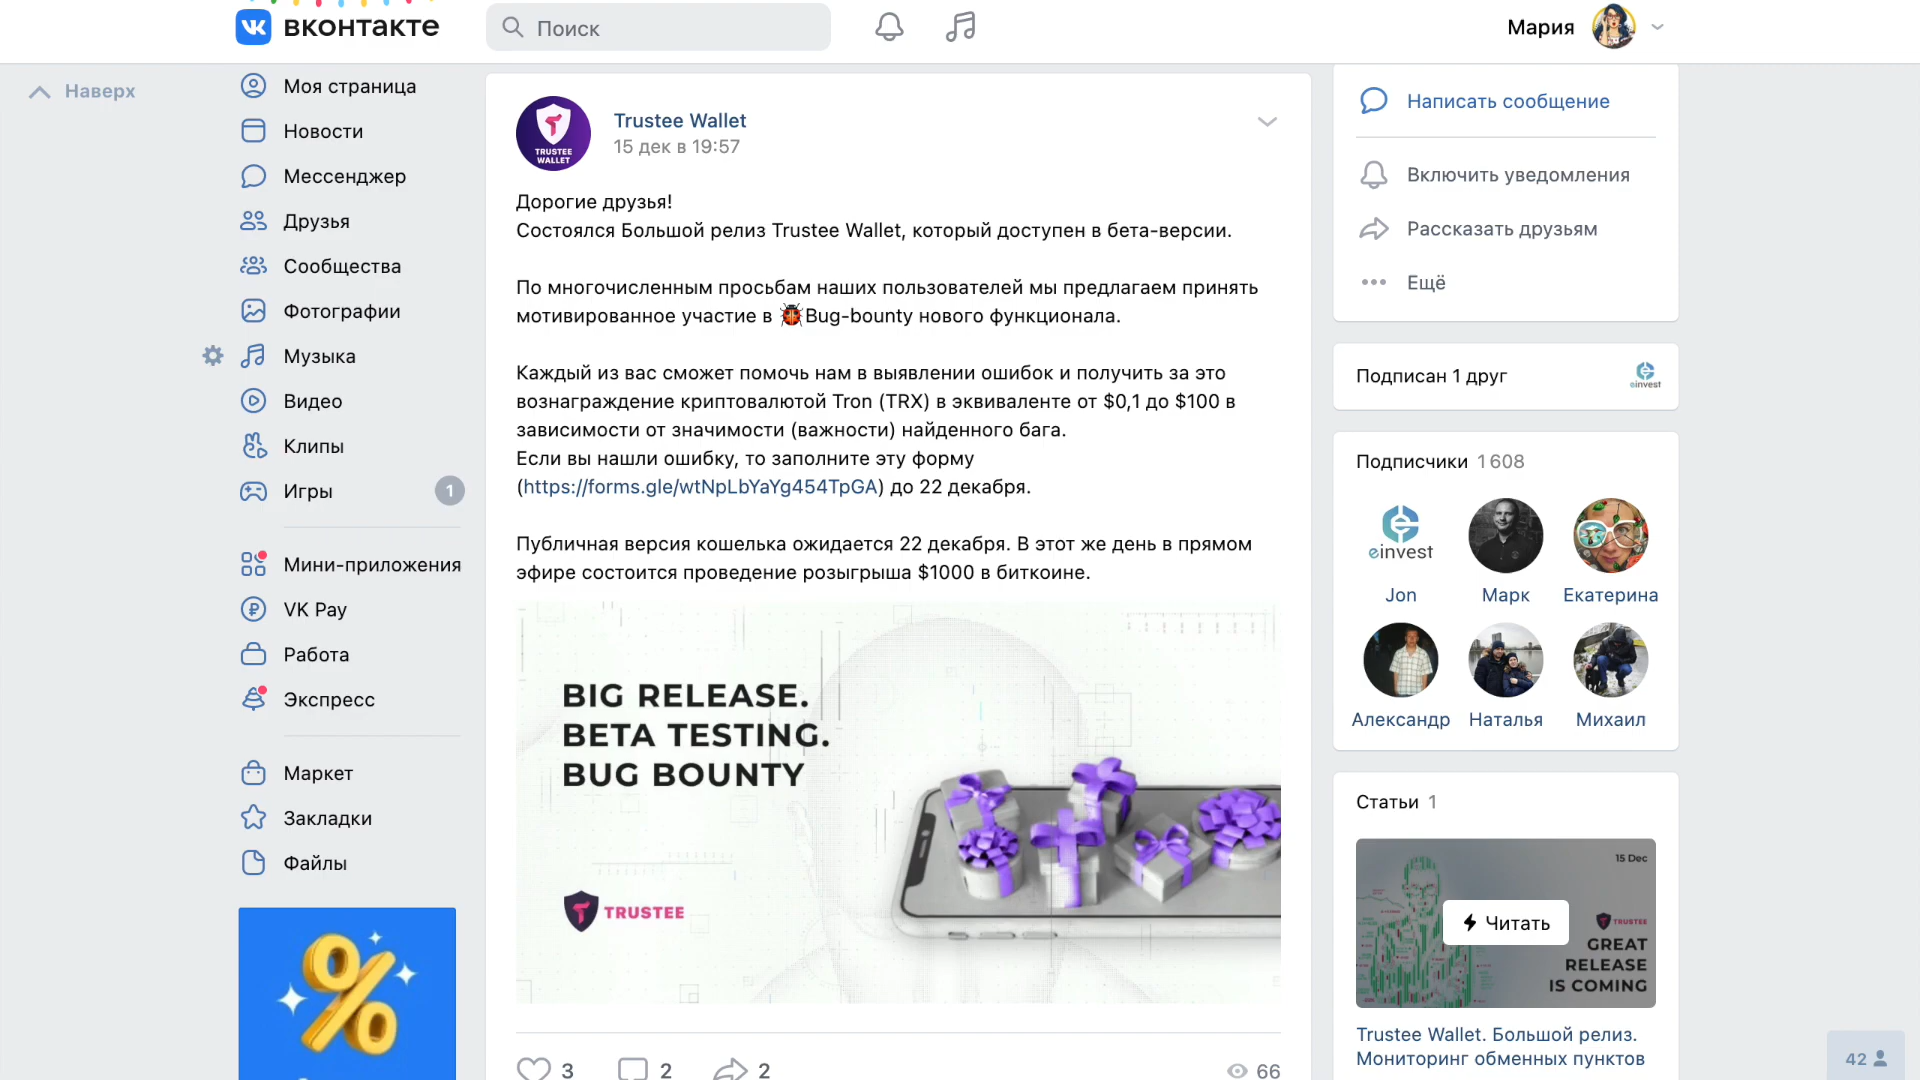 вконтакте
Поиск
Мария
Наверх
Моя страница
Новости
Мессенджер
Друзья
Сообщества
Фотографии
Музыка
Видео
Клипы
Игры
1
Мини-приложения
VK Pay
Работа
Экспресс
Маркет
Закладки
Файлы
TRUSTEE
WALLET
Trustee Wallet
15 дек в 19:57
Дорогие друзья!
Состоялся Большой релиз Trustee Wallet, который доступен в бета-версии.
По многочисленным просьбам наших пользователей мы предлагаем принять
мотивированное участие в 🐞Bug-bounty нового функционала.
Каждый из вас сможет помочь нам в выявлении ошибок и получить за это
вознаграждение криптовалютой Tron (TRX) в эквиваленте от $0,1 до $100 в
зависимости от значимости (важности) найденного бага.
Если вы нашли ошибку, то заполните эту форму
(https://forms.gle/wtNpLbYaYg454TpGA) до 22 декабря.
Публичная версия кошелька ожидается 22 декабря. В этот же день в прямом
эфире состоится проведение розыгрыша $1000 в биткоине.
BIG RELEASE.
BETA TESTING.
BUG BOUNTY
TRUSTEE
3
2
2
66
Написать сообщение
Включить уведомления
Рассказать друзьям
Ещё
Подписан 1 друг
einvest
Подписчики 1 608
einvest
Jon
Марк
Екатерина
Александр
Наталья
Михаил
Статьи 1
15 Dec
Читать
TRUSTEE
GREAT
RELEASE
IS COMING
Trustee Wallet. Большой релиз.
Мониторинг обменных пунктов
42